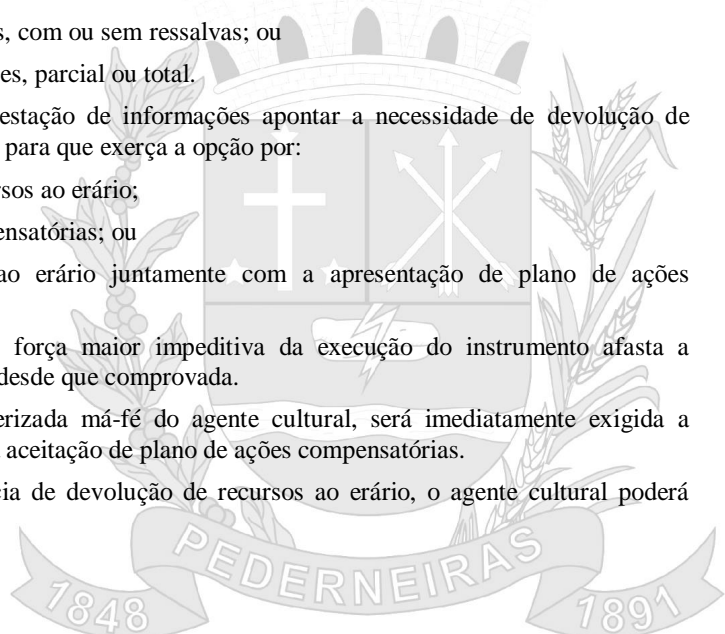 s, com ou sem ressalvas; ou
es, parcial ou total.
estação de informações apontar a necessidade de devolução de
para que exerça a opção por:
rsos ao erário;
ensatórias; ou
ao erário juntamente com a apresentação de plano de ações
força maior impeditiva da execução do instrumento afasta a
desde que comprovada.
erizada má-fé do agente cultural, será imediatamente exigida a
aceitação de plano de ações compensatórias.
cia de devolução de recursos ao erário, o agente cultural poderá
PEDERNEIRAS
1848
1891